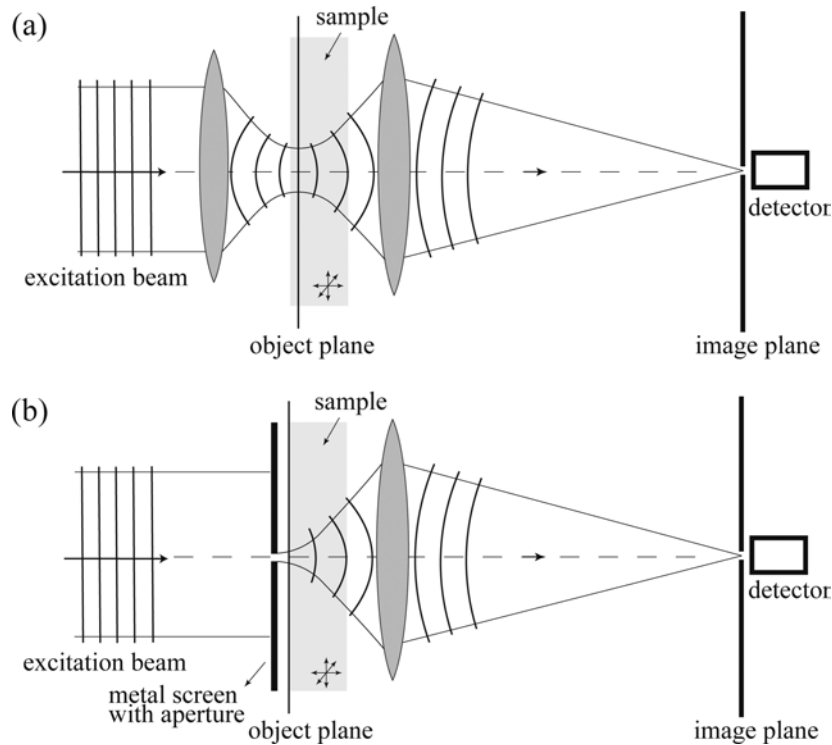 (a)
sample
detector
excitation beam
object plane
image plane
(b)
sample
detector
excitation beam
metal screen
with aperture
object plane
image plane